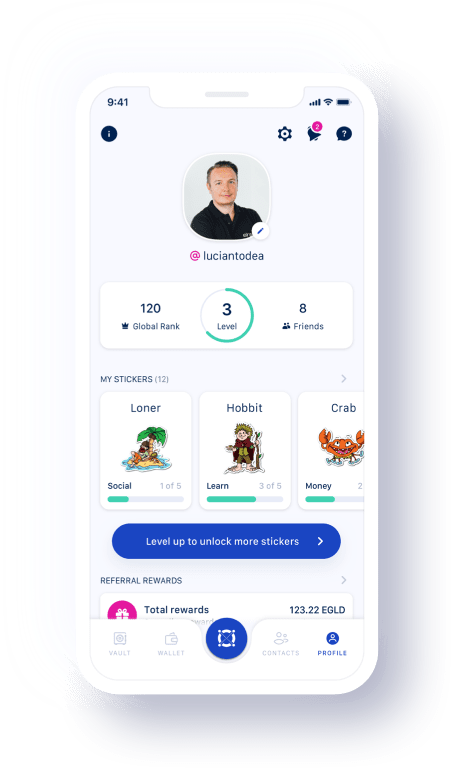 9:41
2
@ luciantodea
120 3 8
Global Rank Level Friends
MY STICKERS (12)
Loner Hobbit Crab
Social 1 of 5 Learn 3 of 5 Money 2
Level up to unlock more stickers
REFERRAL REWARDS
Total rewards 123.22 EGLD
VAULT WALLET CONTACTS PROFILE